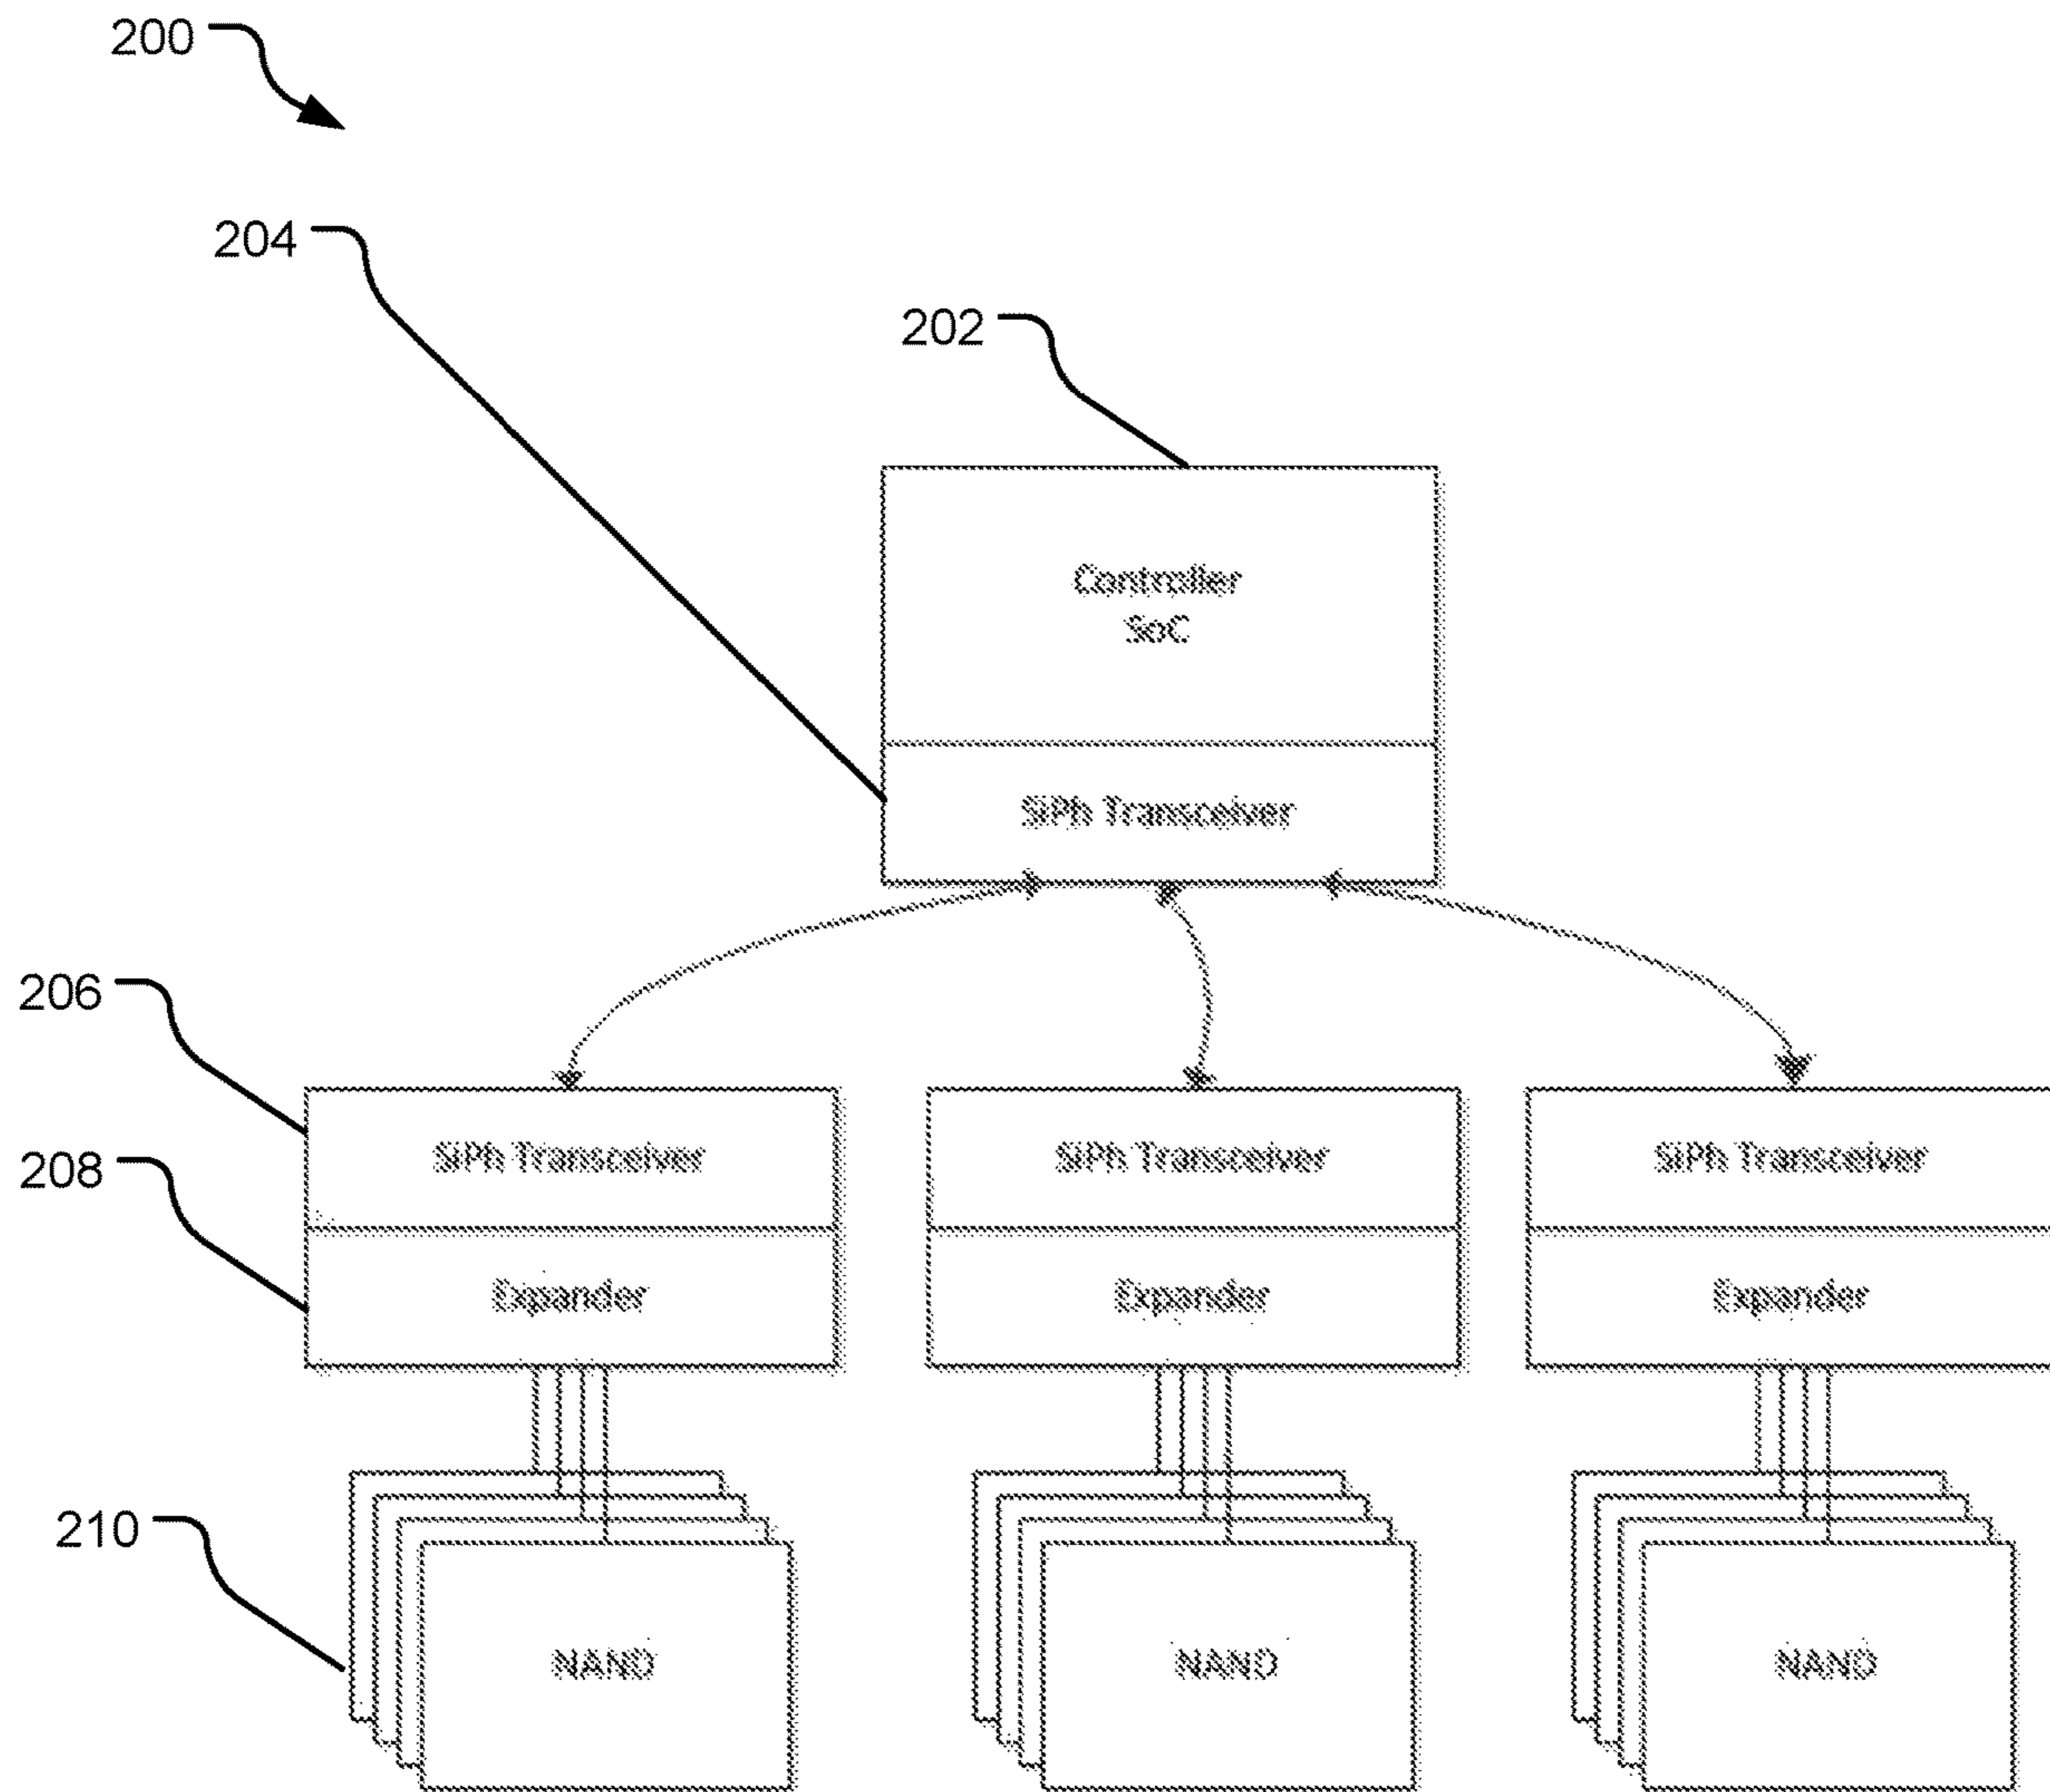 200
204
202
Controller
SoC
SiPh Transceiver
206
SiPh Transceiver
SiPh Transceiver
SiPh Transceiver
208
Expander
Expander
Expander
210
NAND
NAND
NAND